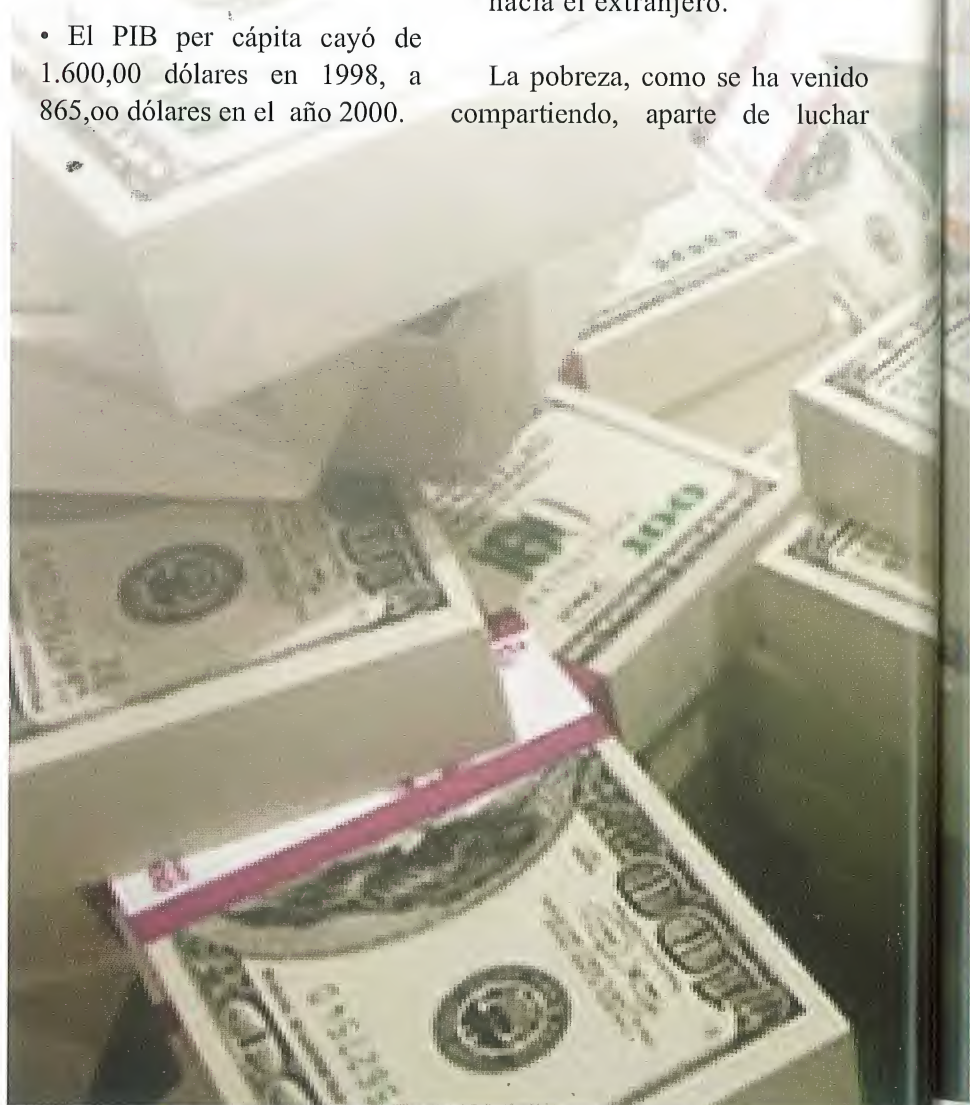 • El PIB per cápita cayó de
1.600,00 dólares en 1998, a
865,oo dólares en el año 2000.
hacia el extranjero.
La pobreza, como se ha venido
compartiendo, aparte de luchar
100